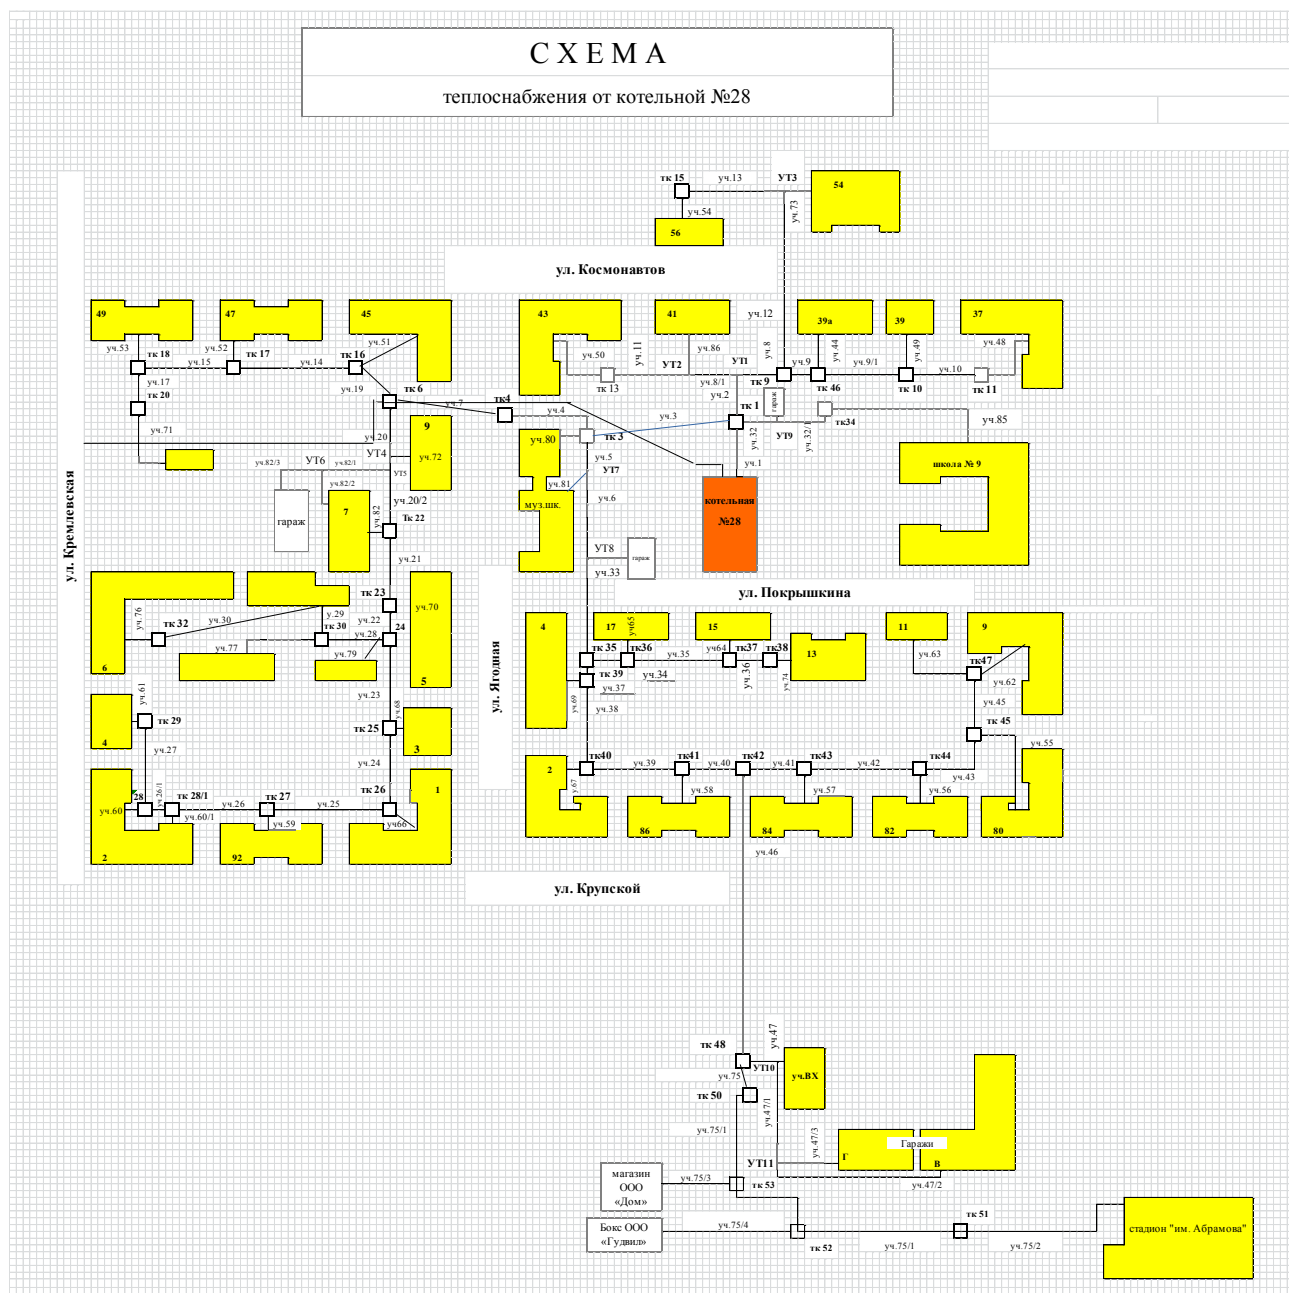 С Х Е М А
теплоснабжения от котельной №28
тк 15
уч.13
УТ3
54
уч.73
уч.54
56
ул. Космонавтов
ул. Кремлевская
49
47
45
43
41
уч.12
39а
39
37
уч.53
тк 18
уч.52
тк 17
уч.51
тк 16
уч.15
уч.14
уч.50
уч.11
УТ2
уч.86
УТ1
уч.8
тк 9
уч.9
уч.44
уч.9/1
уч.49
уч.48
уч.10
тк 13
уч.8/1
тк 46
тк 10
тк 11
уч.17
тк 20
уч.19
тк 6
уч.7
тк4
уч.4
уч.2
тк 1
гараж
уч.3
уч.71
уч.20
9
уч.80
тк 3
уч.32
УТ9
уч.32/1
тк34
уч.85
УТ4
уч.72
уч.5
уч.1
школа № 9
уч.82/3
УТ6
уч.82/1
УТ5
УТ7
уч.82/2
уч.81
уч.6
муз.шк.
котельная
№28
гараж
7
уч.82
уч.20/2
Тк 22
УТ8
гараж
уч.21
уч.33
ул. Покрышкина
тк 23
уч.70
уч.76
уч.30
у.29
уч.22
тк 32
тк 30
24
уч.28
уч.77
уч.79
6
5
ул. Ягодная
4
17
уч65
15
11
9
тк 35
тк36
уч.35
уч64
тк37
тк38
13
уч.63
тк47
тк 39
уч.34
уч.36
уч.74
уч.62
уч.37
уч.69
уч.38
уч.45
тк 45
уч.61
уч.23
уч.68
4
тк 29
тк 25
3
уч.27
уч.24
уч.55
2
тк40
тк41
тк42
тк43
тк44
уч.39
уч.40
уч.41
уч.42
уч.43
уч.67
уч.58
уч.57
уч.56
86
84
82
80
28
уч.26/1
тк 28/1
тк 27
тк 26
1
уч.60
уч.26
уч.25
уч.60/1
уч.59
уч66
2
92
уч.46
ул. Крупской
тк 48
уч.47
УТ10
уч.75
уч.ВХ
тк 50
уч.47/1
уч.75/1
уч.47/3
Гаражи
Г
В
УТ11
магазин
ООО
«Дом»
уч.75/3
тк 53
уч.47/2
Бокс ООО
«Гудвил»
уч.75/4
тк 52
тк 51
уч.75/1
уч.75/2
стадион "им. Абрамова"